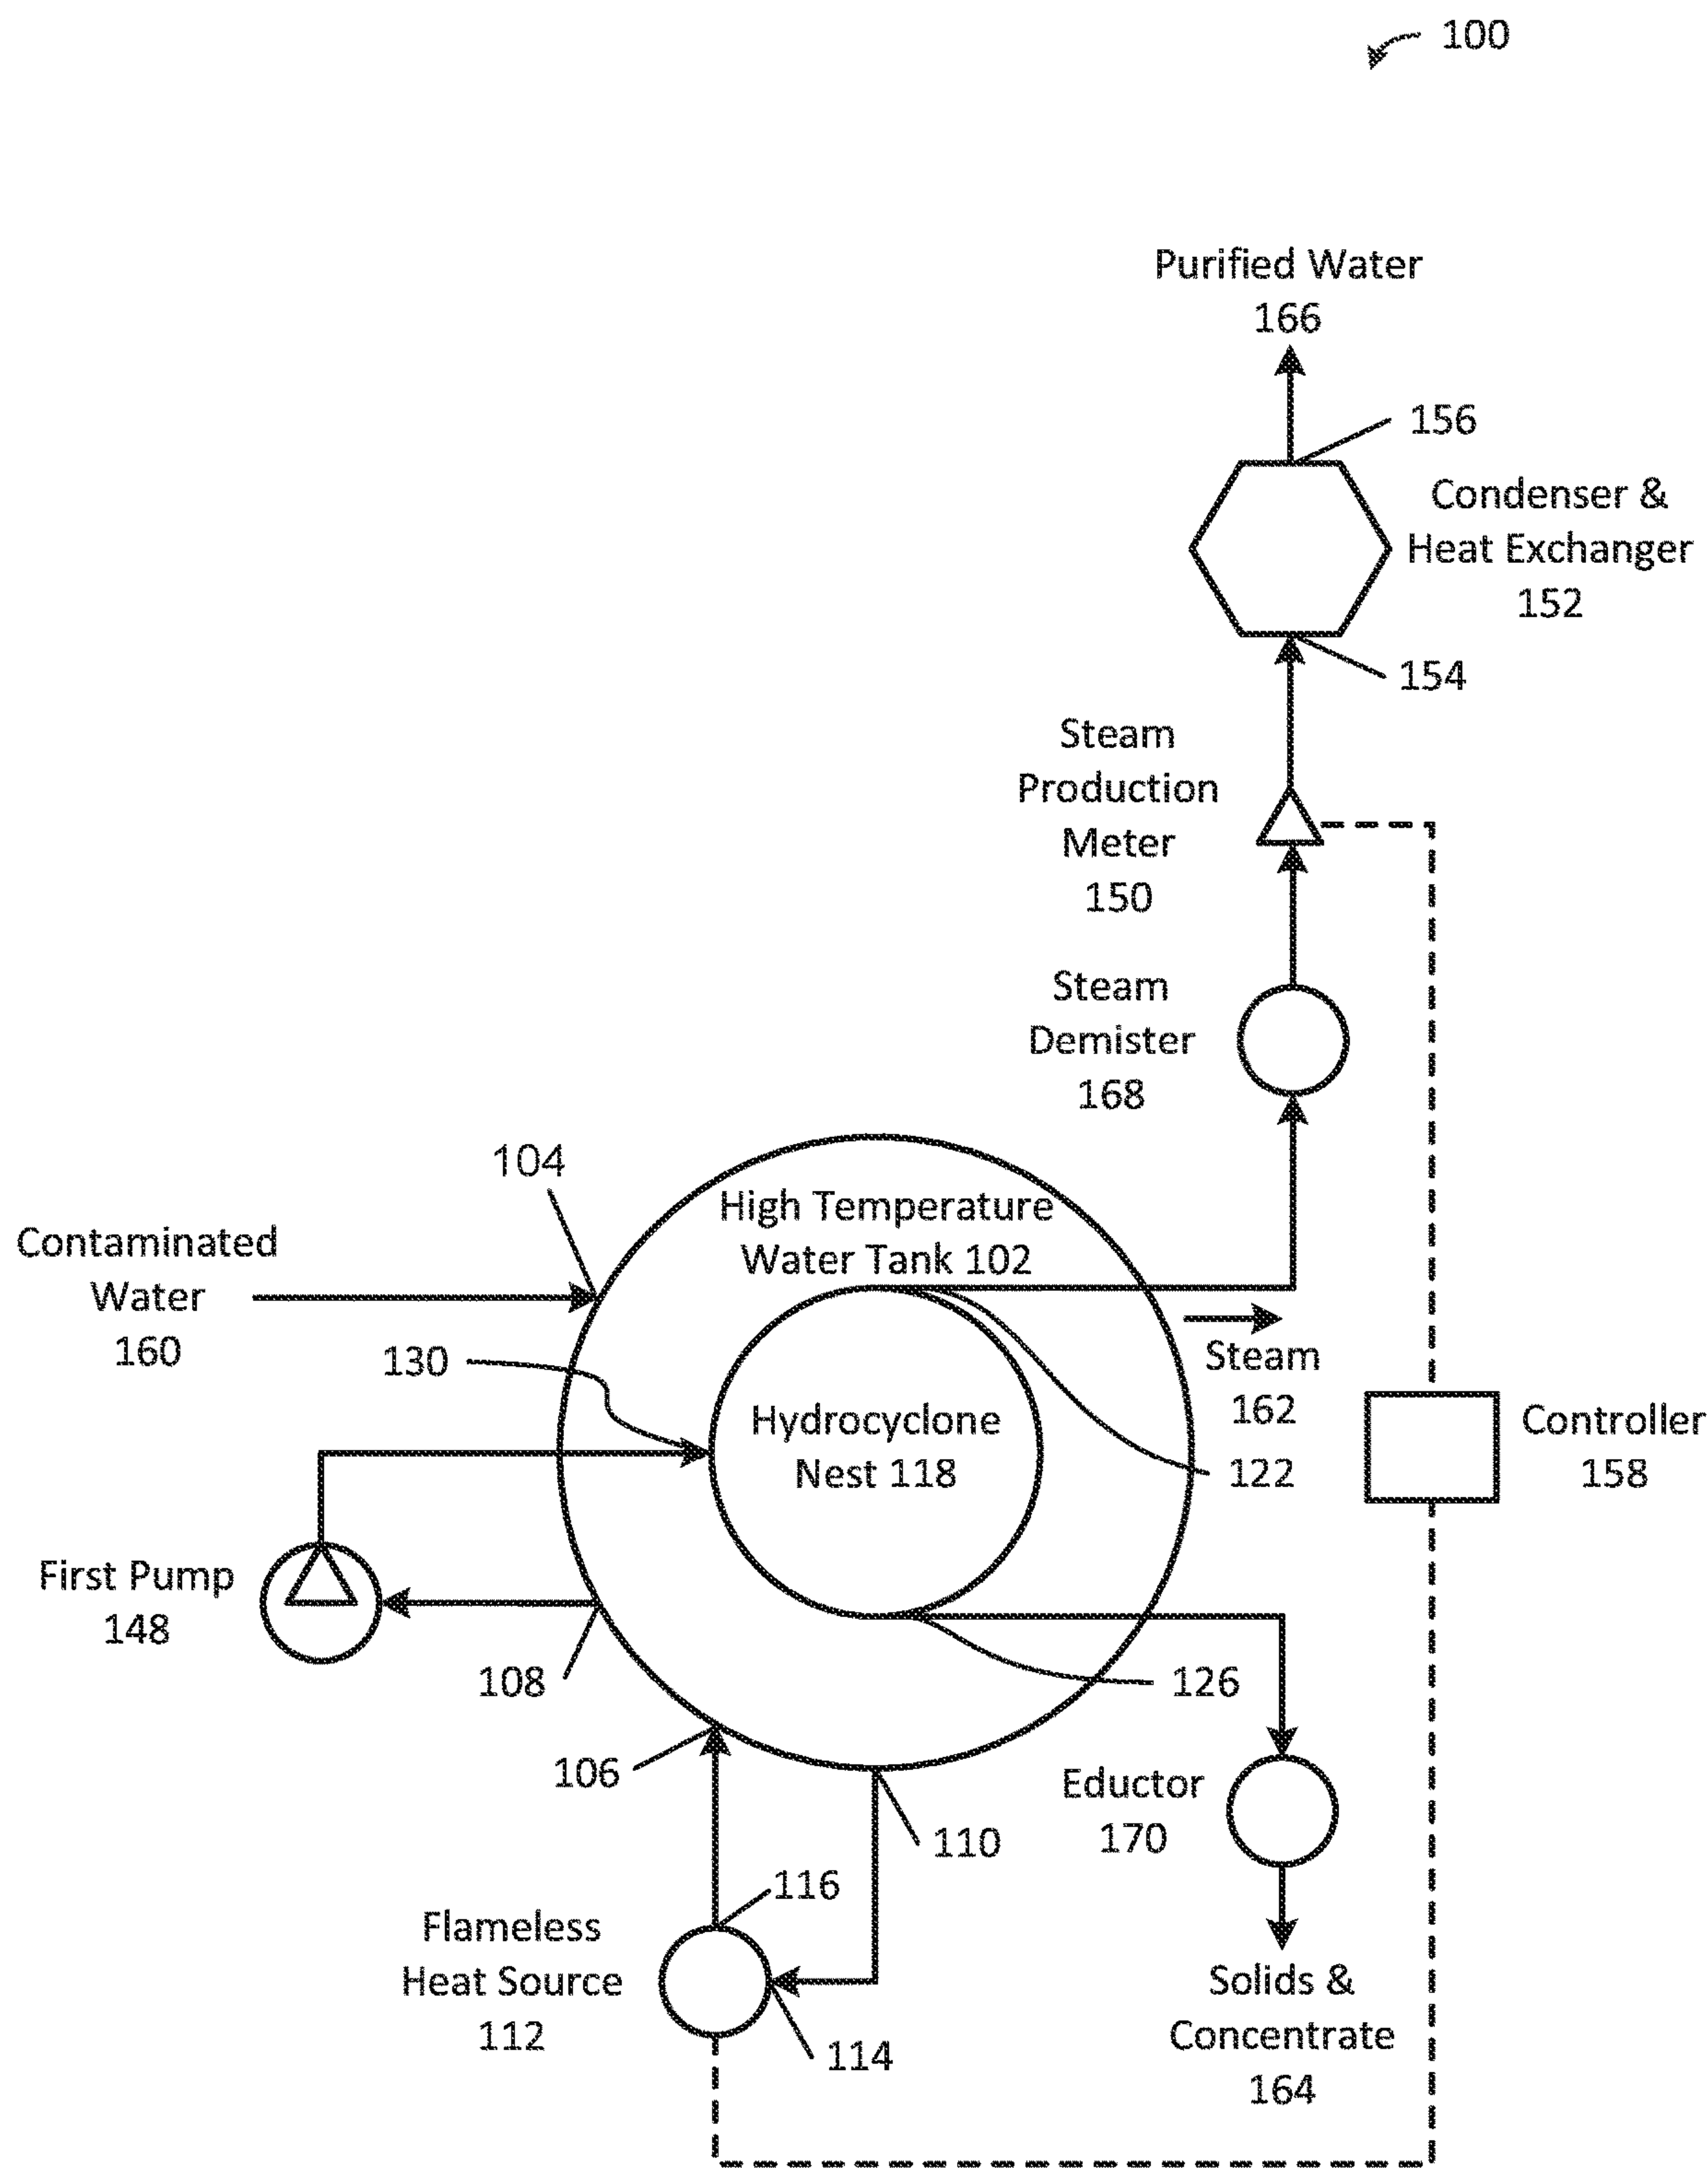 100
Purified Water
166
156
Condenser &
Heat Exchanger
152
154
Steam
Production
Meter
150
Steam
Demister
168
104
High Temperature
Water Tank 102
Contaminated
Water
160
130
Steam
162
Hydrocyclone
Nest 118
122
Controller
158
First Pump
148
108
126
106
Eductor
170
110
116
Flameless
Heat Source
112
114
Solids &
Concentrate
164